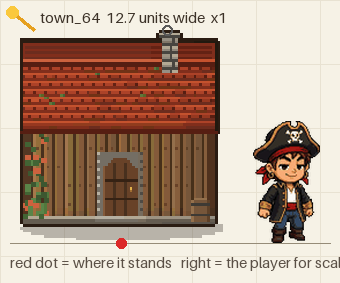 town_64 12.7 units wide x1
red dot = where it stands right = the player for scal